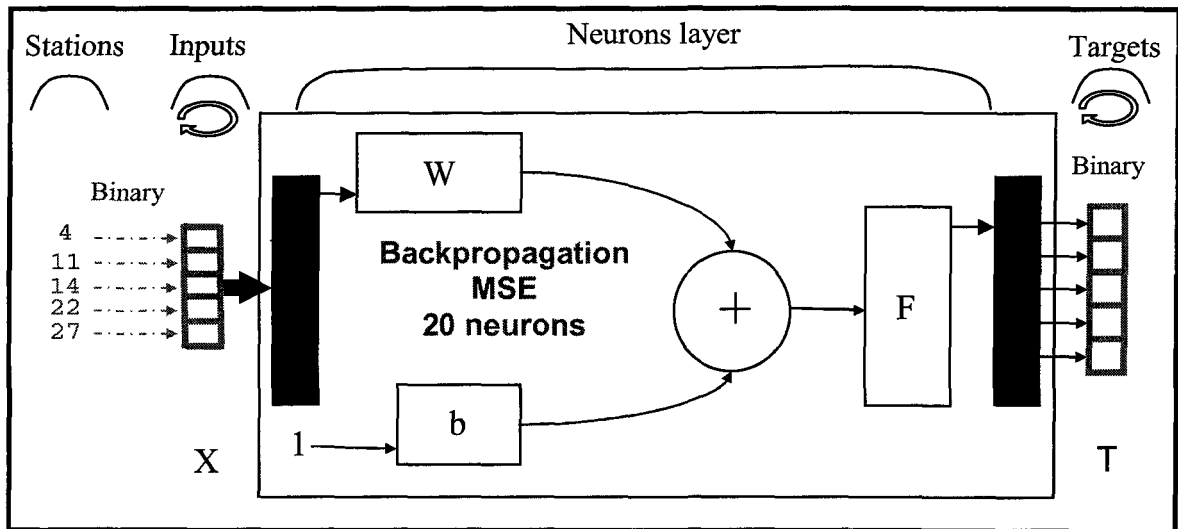 Stations
Inputs
Neurons layer
Targets
Binary
Binary
4
11
14
22
27
W
Backpropagation
MSE
20 neurons
+
F
1
b
X
T